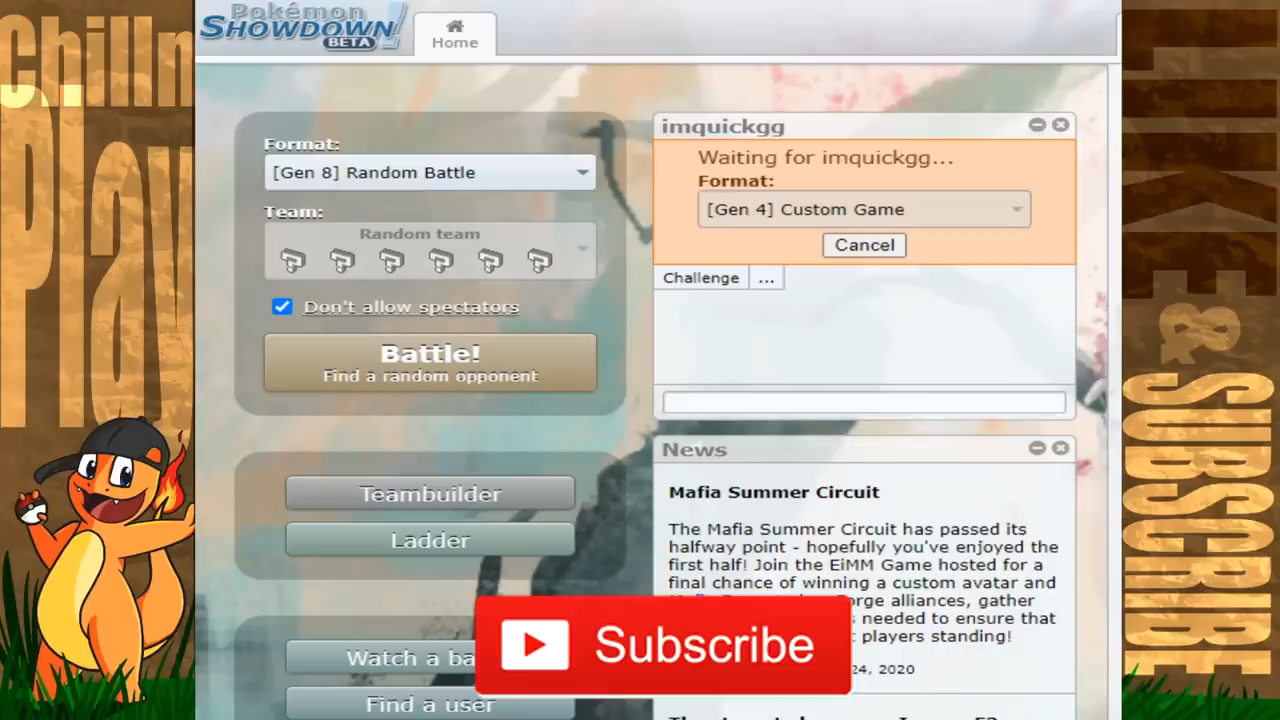 Chilln
Play
Pokémon
SHOWDOWN!
BETA
Home
Format:
[Gen 8] Random Battle
Team:
Random team
Don't allow spectators
Battle!
Find a random opponent
Teambuilder
Ladder
Watch a ba
Find a user
imquickgg
Waiting for imquickgg...
Format:
[Gen 4] Custom Game
Cancel
Challenge
...
News
Mafia Summer Circuit
The Mafia Summer Circuit has passed its
halfway point - hopefully you've enjoyed the
first half! Join the EiMM Game hosted for a
final chance of winning a custom avatar and
orge alliances, gather
s needed to ensure that
t players standing!
24, 2020
Subscribe
LIKE &
SUBSCRIBE